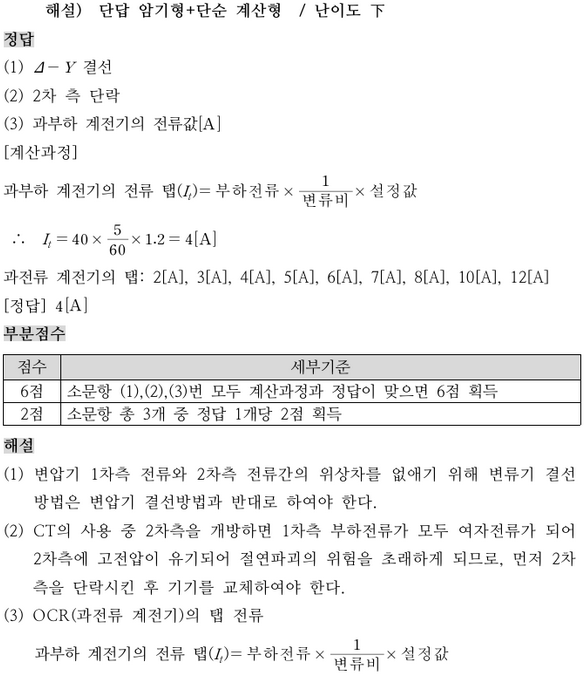 해설) 단답 암기형+단순 계산형 / 난이도 下
정답
(1) Δ- Y 결선
(2) 2차 측 단락
(3) 과부하 계전기의 전류값[A]
[계산과정]
과부하 계전기의 전류 탭(I_t)= 부하전류 × 1/변류비 × 설정값
∴ I_t = 40 × 5/60 × 1.2 = 4[A]
과전류 계전기의 탭: 2[A], 3[A], 4[A], 5[A], 6[A], 7[A], 8[A], 10[A], 12[A]
[정답] 4[A]
부분점수
점수 세부기준
6점 소문항 (1),(2),(3)번 모두 계산과정과 정답이 맞으면 6점 획득
2점 소문항 총 3개 중 정답 1개당 2점 획득
해설
(1) 변압기 1차측 전류와 2차측 전류간의 위상차를 없애기 위해 변류기 결선
방법은 변압기 결선방법과 반대로 하여야 한다.
(2) CT의 사용 중 2차측을 개방하면 1차측 부하전류가 모두 여자전류가 되어
2차측에 고전압이 유기되어 절연파괴의 위험을 초래하게 되므로, 먼저 2차
측을 단락시킨 후 기기를 교체하여야 한다.
(3) OCR(과전류 계전기)의 탭 전류
과부하 계전기의 전류 탭(I_t)= 부하전류 × 1/변류비 × 설정값